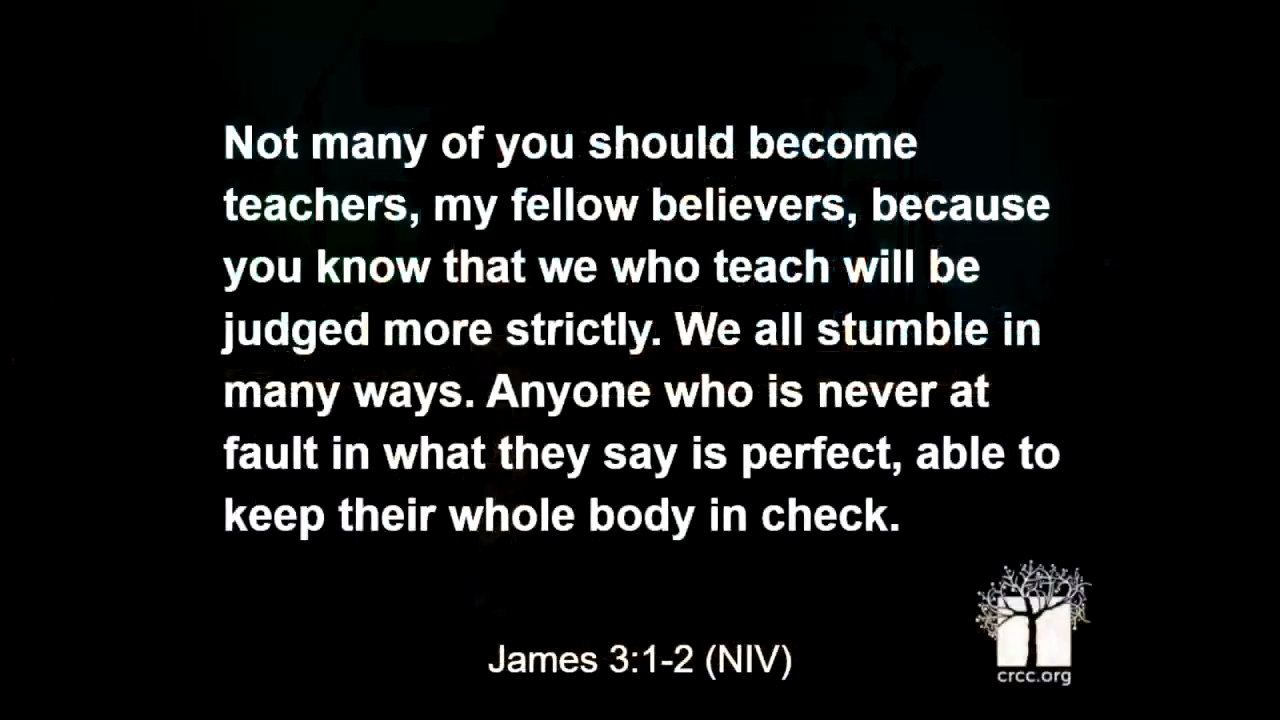 Not many of you should become
teachers, my fellow believers, because
you know that we who teach will be
judged more strictly. We all stumble in
many ways. Anyone who is never at
fault in what they say is perfect, able to
keep their whole body in check.
James 3:1-2 (NIV)
crcc.org